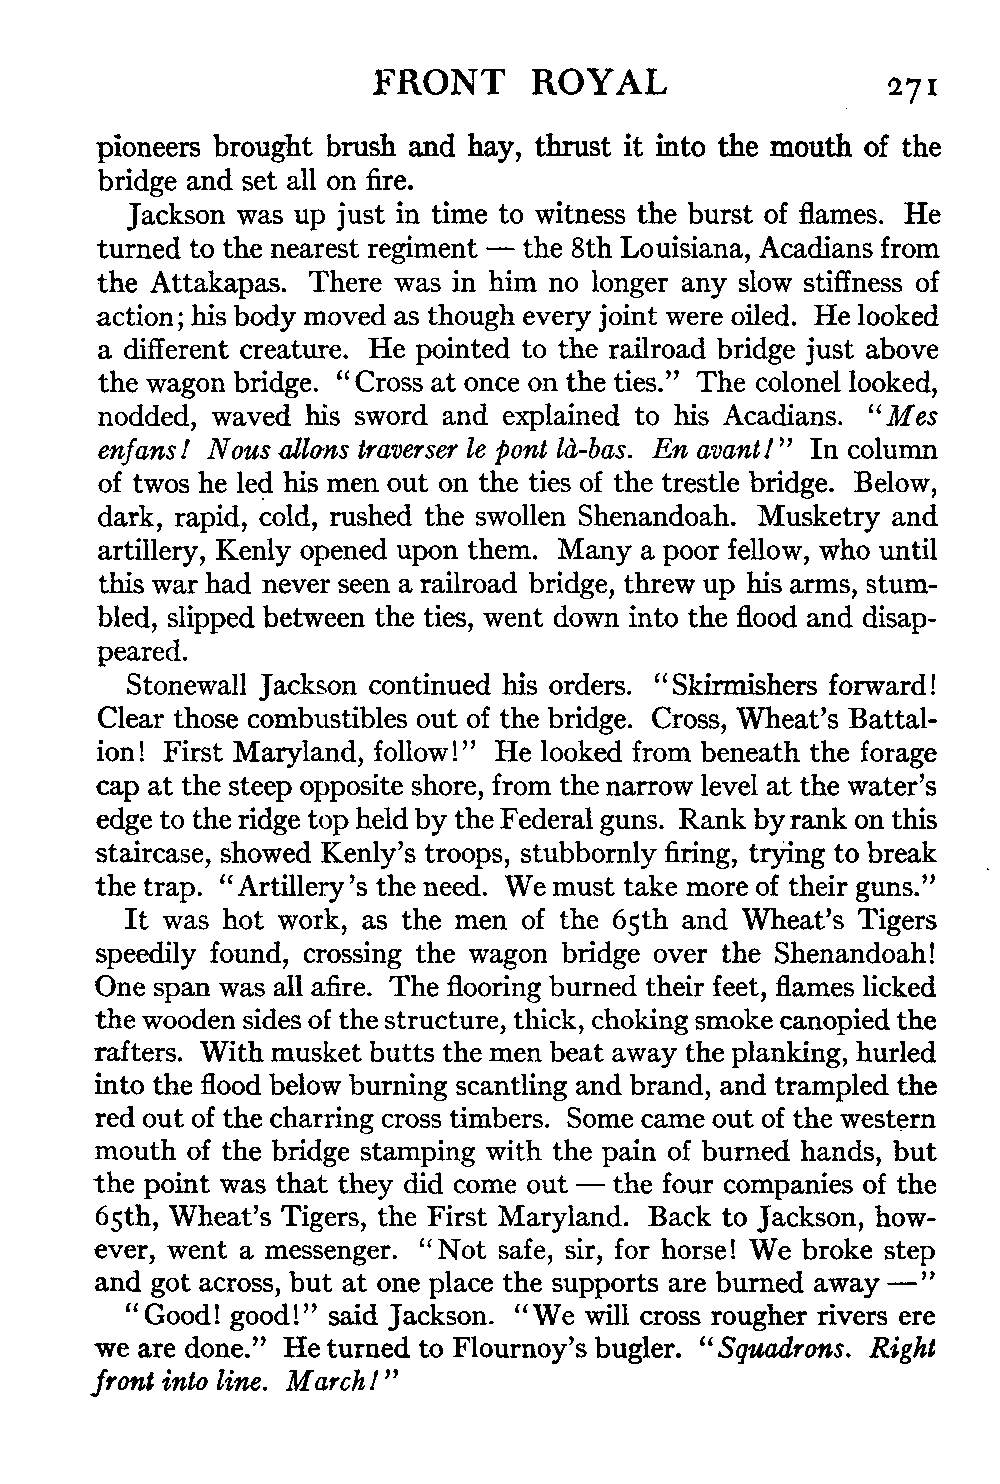 FRONT ROYAL 271
pioneers brought brush and hay, thrust it into the mouth of the
bridge and set all on fire.
Jackson was up just in time to witness the burst of flames. He
turned to the nearest regiment — the 8th Louisiana, Acadians from
the Attakapas. There was in him no longer any slow stiffness of
action; his body moved as though every joint were oiled. He looked
a different creature. He pointed to the railroad bridge just above
the wagon bridge. "Cross at once on the ties." The colonel looked,
nodded, waved his sword and explained to his Acadians. "Mes
enfans! Nous allons traverser le pont là-bas. En avant!" In column
of twos he led his men out on the ties of the trestle bridge. Below,
dark, rapid, cold, rushed the swollen Shenandoah. Musketry and
artillery, Kenly opened upon them. Many a poor fellow, who until
this war had never seen a railroad bridge, threw up his arms, stum-
bled, slipped between the ties, went down into the flood and disap-
peared.
Stonewall Jackson continued his orders. "Skirmishers forward!
Clear those combustibles out of the bridge. Cross, Wheat's Battal-
ion! First Maryland, follow!" He looked from beneath the forage
cap at the steep opposite shore, from the narrow level at the water's
edge to the ridge top held by the Federal guns. Rank by rank on this
staircase, showed Kenly's troops, stubbornly firing, trying to break
the trap. "Artillery's the need. We must take more of their guns."
It was hot work, as the men of the 65th and Wheat's Tigers
speedily found, crossing the wagon bridge over the Shenandoah!
One span was all afire. The flooring burned their feet, flames licked
the wooden sides of the structure, thick, choking smoke canopied the
rafters. With musket butts the men beat away the planking, hurled
into the flood below burning scantling and brand, and trampled the
red out of the charring cross timbers. Some came out of the western
mouth of the bridge stamping with the pain of burned hands, but
the point was that they did come out — the four companies of the
65th, Wheat's Tigers, the First Maryland. Back to Jackson, how-
ever, went a messenger. "Not safe, sir, for horse! We broke step
and got across, but at one place the supports are burned away —"
"Good! good!" said Jackson. "We will cross rougher rivers ere
we are done." He turned to Flournoy's bugler. "Squadrons. Right
front into line. March!"